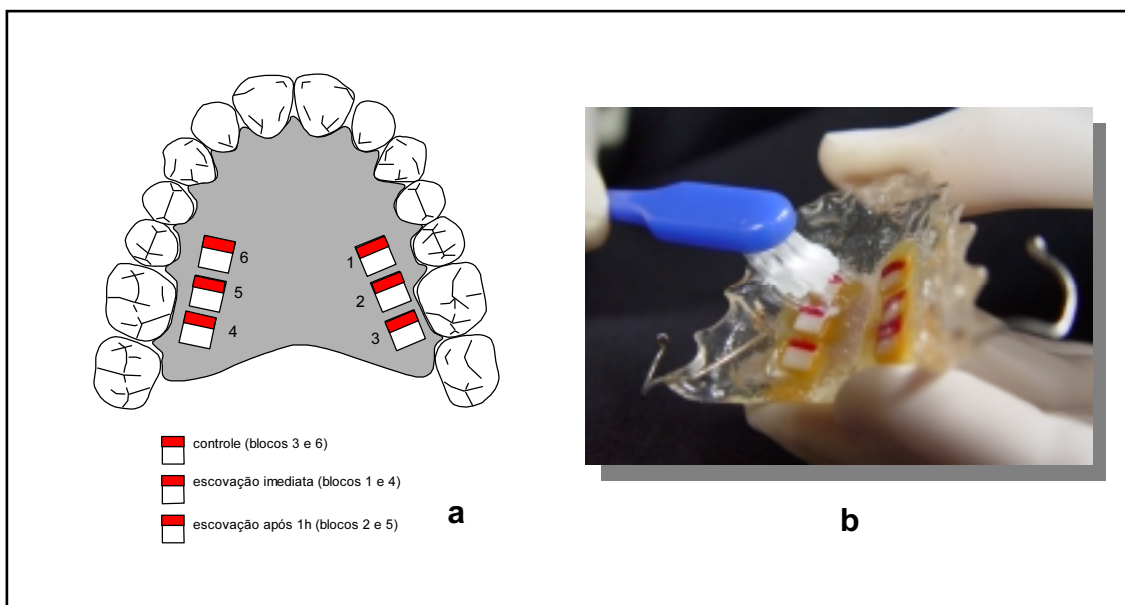 6
1
5
2
4
3
controle (blocos 3 e 6)
escovação imediata (blocos 1 e 4)
escovação após 1h (blocos 2 e 5)
a
b